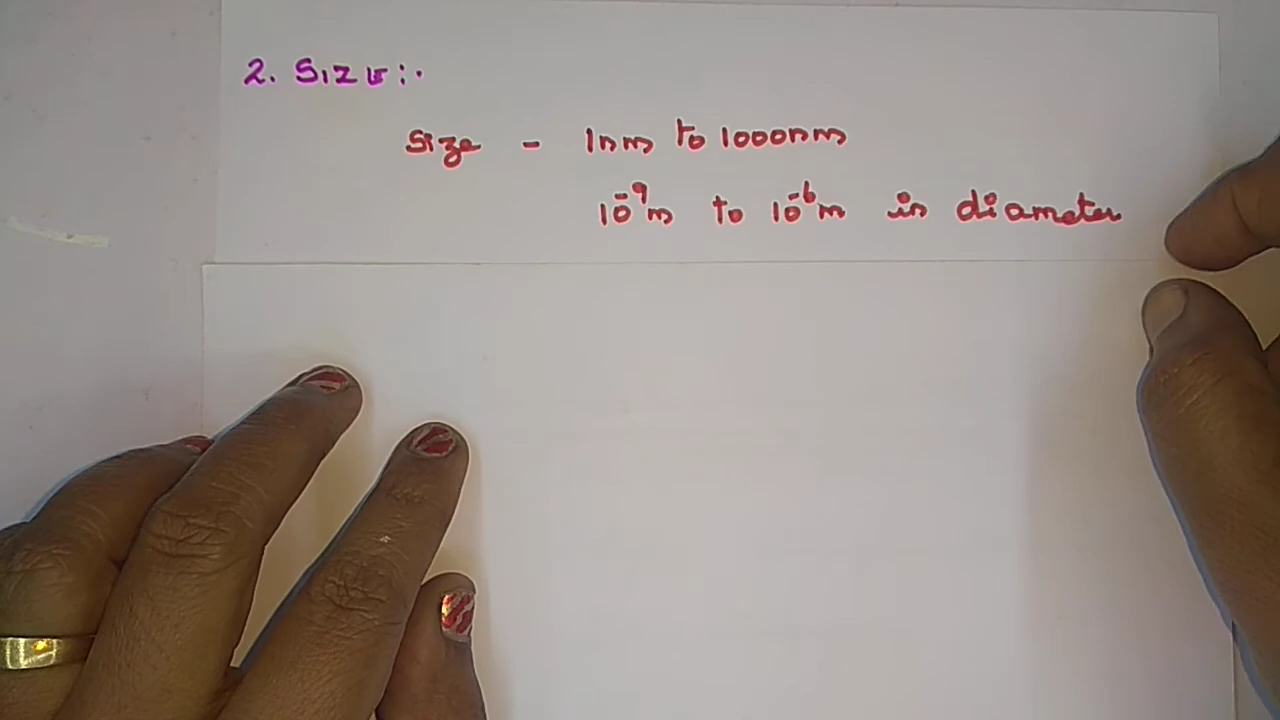 2. Size:-
Size - 1nm to 1000nm
10⁻⁹m to 10⁻⁶m in diameter